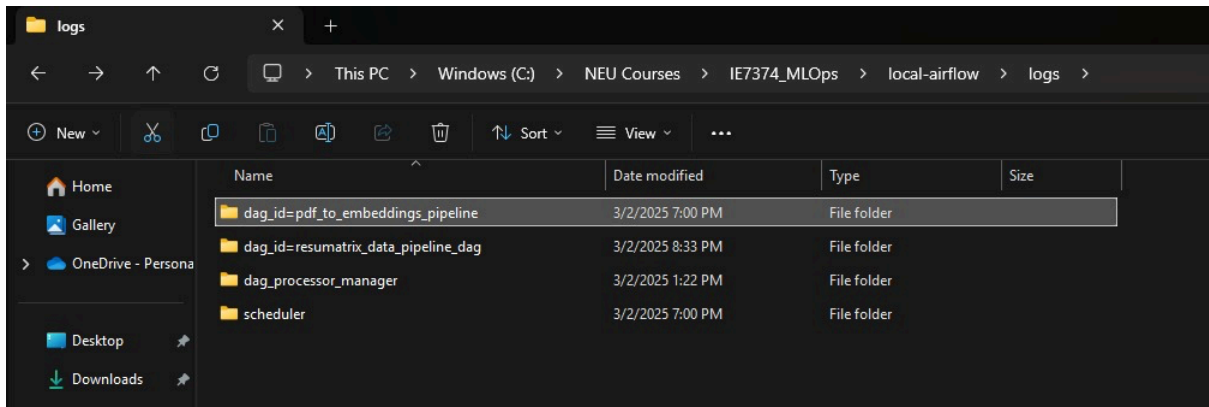 logs
This PC > Windows (C:) > NEU Courses > IE7374_MLOps > local-airflow > logs >
New Sort View
Name Date modified Type Size
Home
Gallery
OneDrive - Persona
Desktop
Downloads
dag_id=pdf_to_embeddings_pipeline 3/2/2025 7:00 PM File folder
dag_id=resumatrix_data_pipeline_dag 3/2/2025 8:33 PM File folder
dag_processor_manager 3/2/2025 1:22 PM File folder
scheduler 3/2/2025 7:00 PM File folder